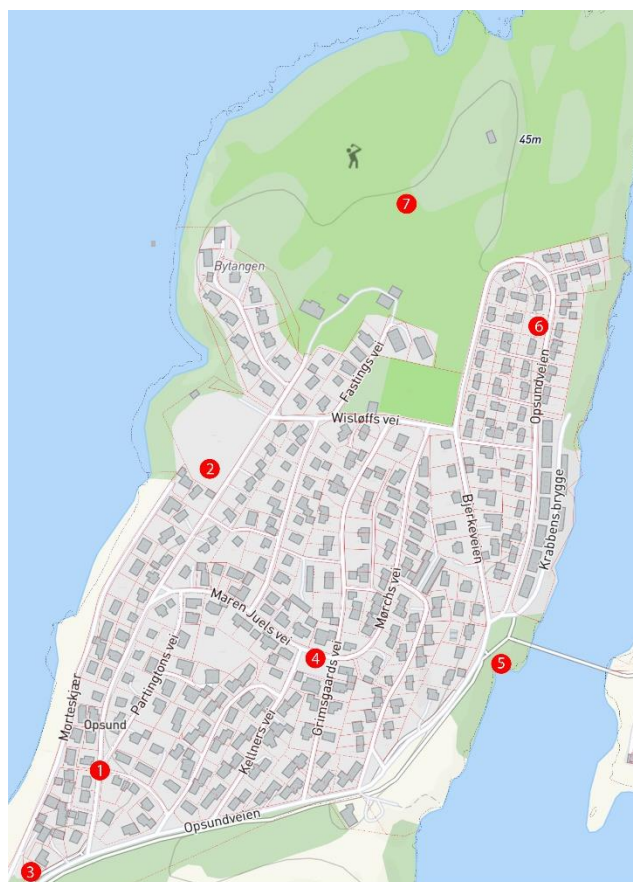 45m
7
Bytangen
6
Fastings vei
Opsundveien
Wisløffs vei
2
Krabbens brygge
Bjerkeveien
Mørchs vei
Maren Juels vei
4
5
Partingtons vei
Grimsgaards vei
Morteskjær
Opsund
Kellners vei
1
Opsundveien
3